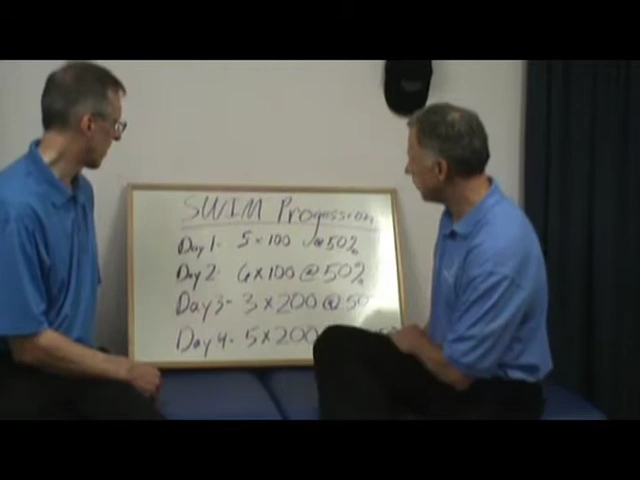 SWIM Progression
Day 1- 5 x 100 @ 50%
Day 2 6 x 100 @ 50%
Day 3- 3 x 200 @ 50
Day 4- 5 x 200